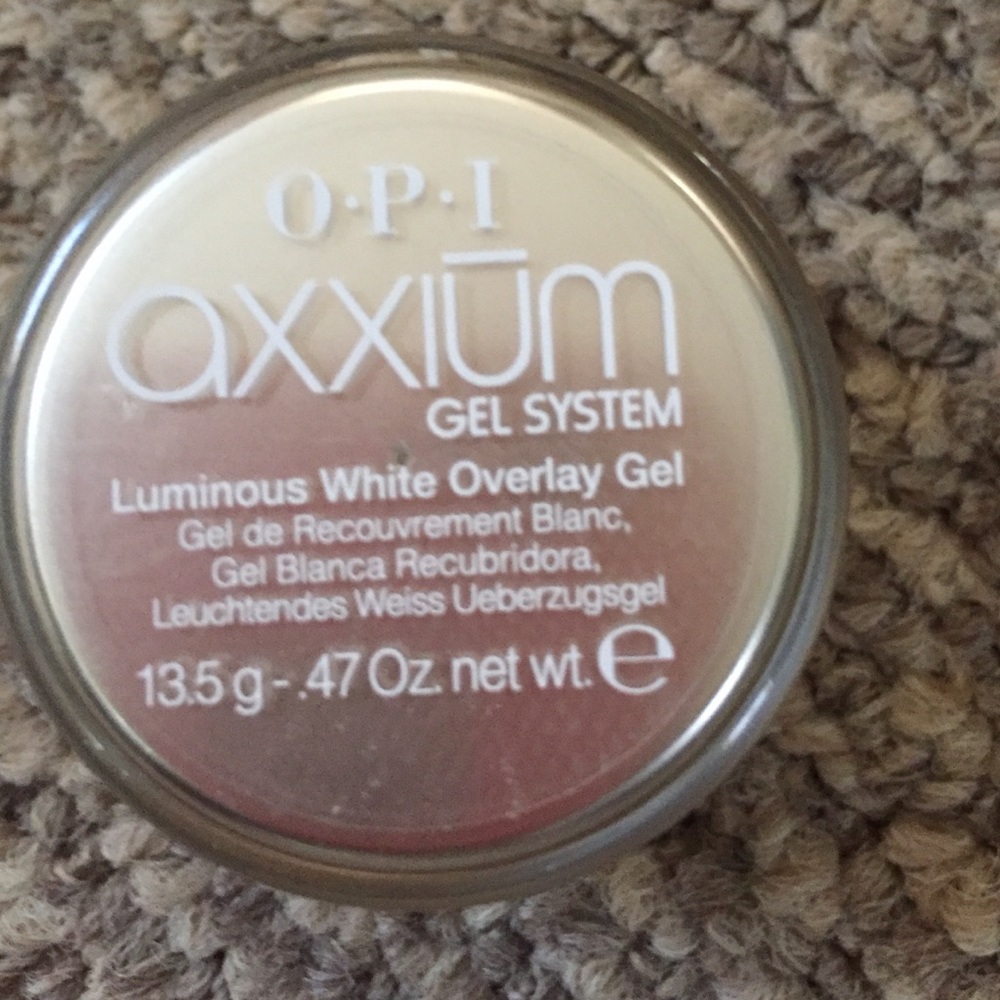 O·P·I
axxiūm
GEL SYSTEM
Luminous White Overlay Gel
Gel de Recouvrement Blanc,
Gel Blanca Recubridora,
Leuchtendes Weiss Ueberzugsgel
13.5 g - .47 Oz. net wt. ℮